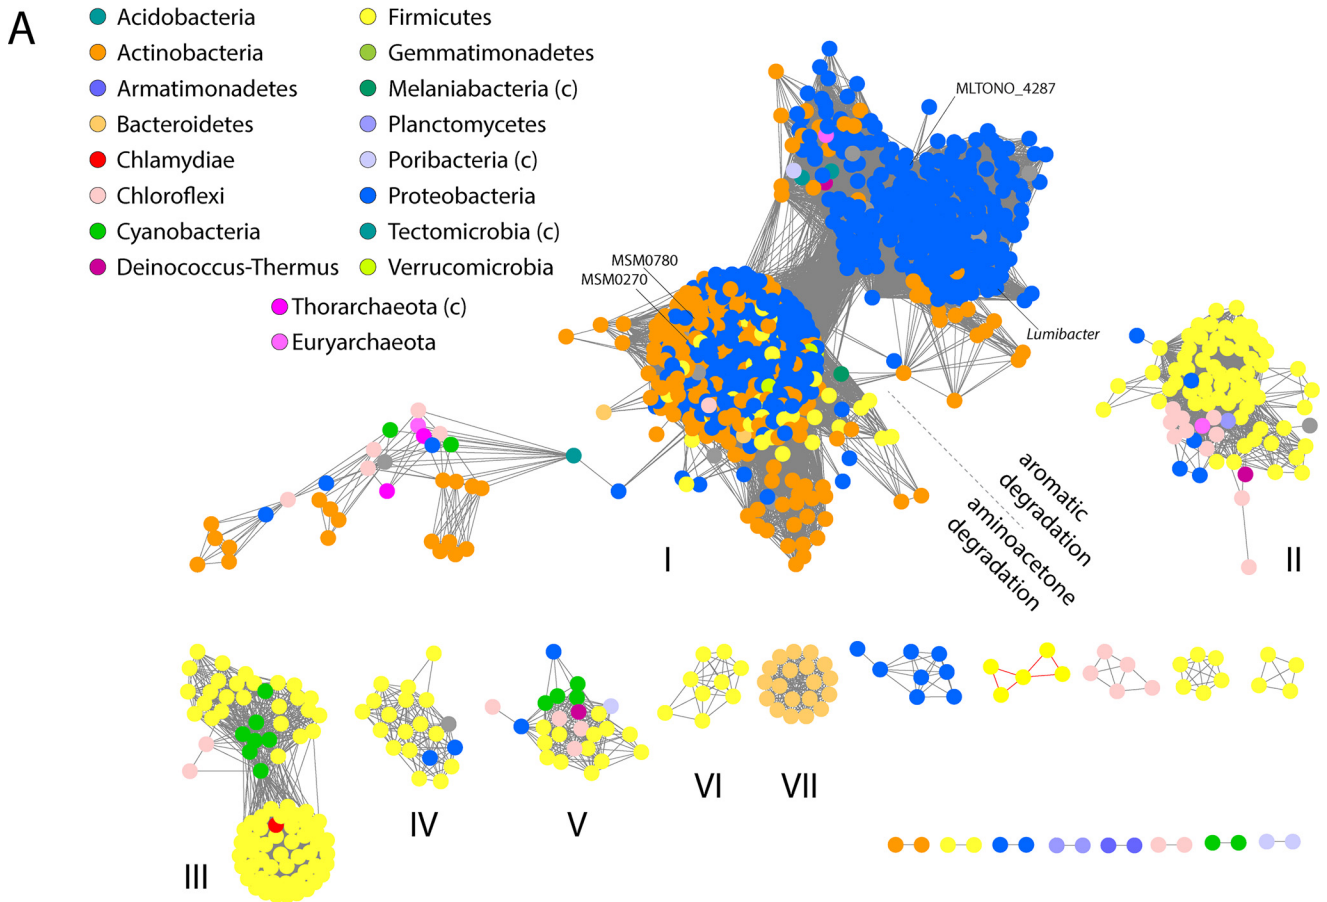 A
Acidobacteria
Actinobacteria
Armatimonadetes
Bacteroidetes
Chlamydiae
Chloroflexi
Cyanobacteria
Deinococcus-Thermus
Firmicutes
Gemmatimonadetes
Melaniabacteria (c)
Planctomycetes
Poribacteria (c)
Proteobacteria
Tectomicrobia (c)
Verrucomicrobia
Thorarchaeota (c)
Euryarchaeota
MLTONO_4287
MSM0780
MSM0270
Lumibacter
aromatic
degradation
aminoacetone
degradation
I
II
III
IV
V
VI
VII